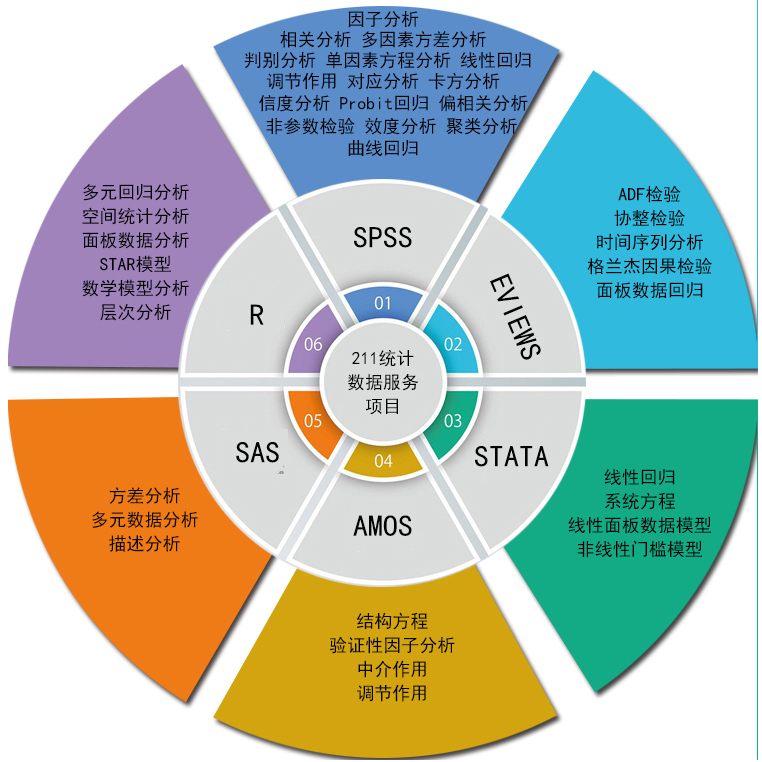 因子分析
相关分析 多因素方差分析
判别分析 单因素方程分析 线性回归
调节作用 对应分析 卡方分析
信度分析 Probit回归 偏相关分析
非参数检验 效度分析 聚类分析
曲线回归
SPSS
01
ADF检验
协整检验
时间序列分析
格兰杰因果检验
面板数据回归
EVIEWS
02
线性回归
系统方程
线性面板数据模型
非线性门槛模型
STATA
03
结构方程
验证性因子分析
中介作用
调节作用
AMOS
04
方差分析
多元数据分析
描述分析
SAS
05
多元回归分析
空间统计分析
面板数据分析
STAR模型
数学模型分析
层次分析
R
06
211统计
数据服务
项目